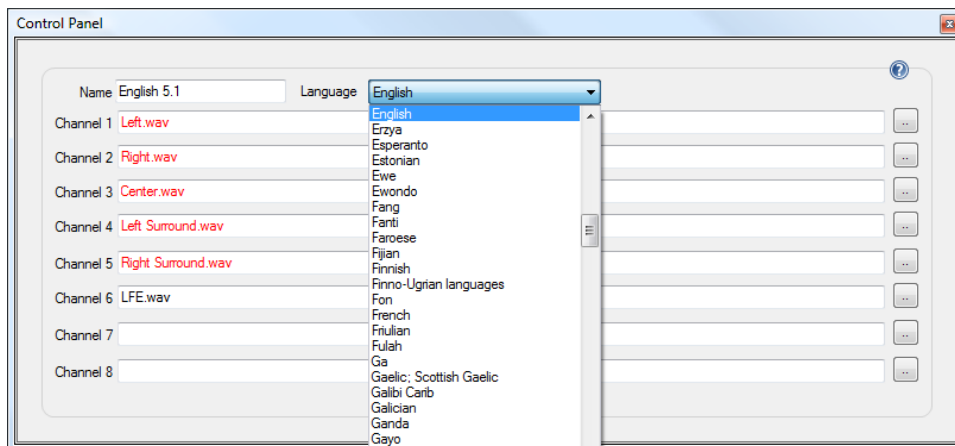 Control Panel
Name English 5.1 Language English
English
Channel 1 Left.wav ..
Erzya
Esperanto
Channel 2 Right.wav ..
Estonian
Ewe
Channel 3 Center.wav ..
Ewondo
Fang
Channel 4 Left Surround.wav ..
Fanti
Faroese
Fijian
Channel 5 Right Surround.wav ..
Finnish
Finno-Ugrian languages
Channel 6 LFE.wav ..
Fon
French
Channel 7 ..
Friulian
Fulah
Ga
Channel 8 ..
Gaelic; Scottish Gaelic
Galibi Carib
Galician
Ganda
Gayo